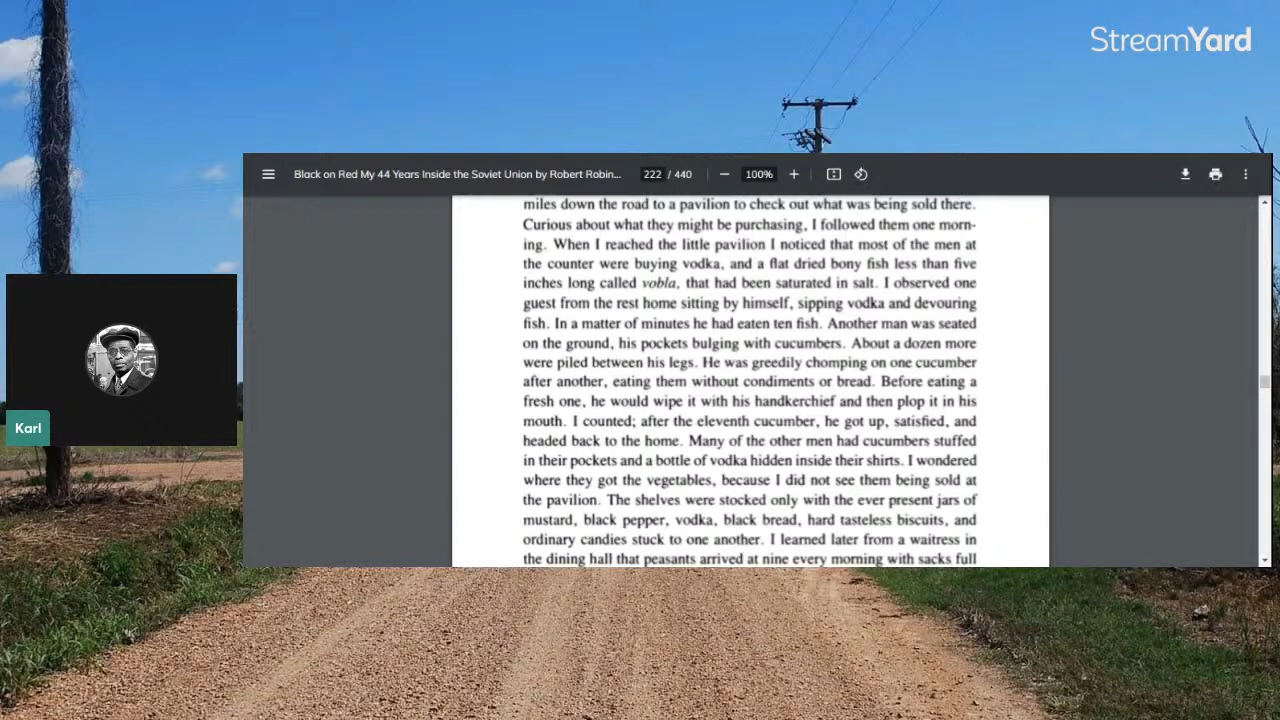 StreamYard
Black on Red My 44 Years Inside the Soviet Union by Robert Robin...
222 / 440
100%
miles down the road to a pavilion to check out what was being sold there.
Curious about what they might be purchasing, I followed them one morn-
ing. When I reached the little pavilion I noticed that most of the men at
the counter were buying vodka, and a flat dried bony fish less than five
inches long called vobla, that had been saturated in salt. I observed one
guest from the rest home sitting by himself, sipping vodka and devouring
fish. In a matter of minutes he had eaten ten fish. Another man was seated
on the ground, his pockets bulging with cucumbers. About a dozen more
were piled between his legs. He was greedily chomping on one cucumber
after another, eating them without condiments or bread. Before eating a
fresh one, he would wipe it with his handkerchief and then plop it in his
mouth. I counted; after the eleventh cucumber, he got up, satisfied, and
headed back to the home. Many of the other men had cucumbers stuffed
in their pockets and a bottle of vodka hidden inside their shirts. I wondered
where they got the vegetables, because I did not see them being sold at
the pavilion. The shelves were stocked only with the ever present jars of
mustard, black pepper, vodka, black bread, hard tasteless biscuits, and
ordinary candies stuck to one another. I learned later from a waitress in
the dining hall that peasants arrived at nine every morning with sacks full
Karl